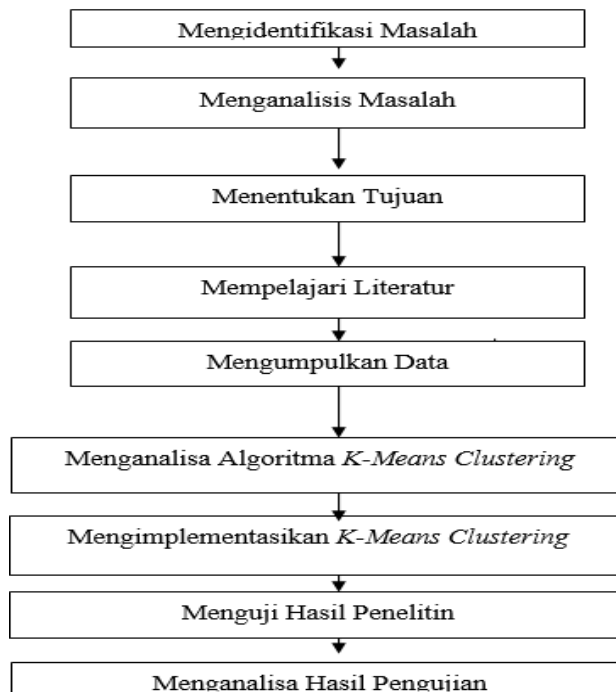 Mengidentifikasi Masalah
Menganalisis Masalah
Menentukan Tujuan
Mempelajari Literatur
Mengumpulkan Data
Menganalisa Algoritma K-Means Clustering
Mengimplementasikan K-Means Clustering
Menguji Hasil Penelitin
Menganalisa Hasil Pengujian